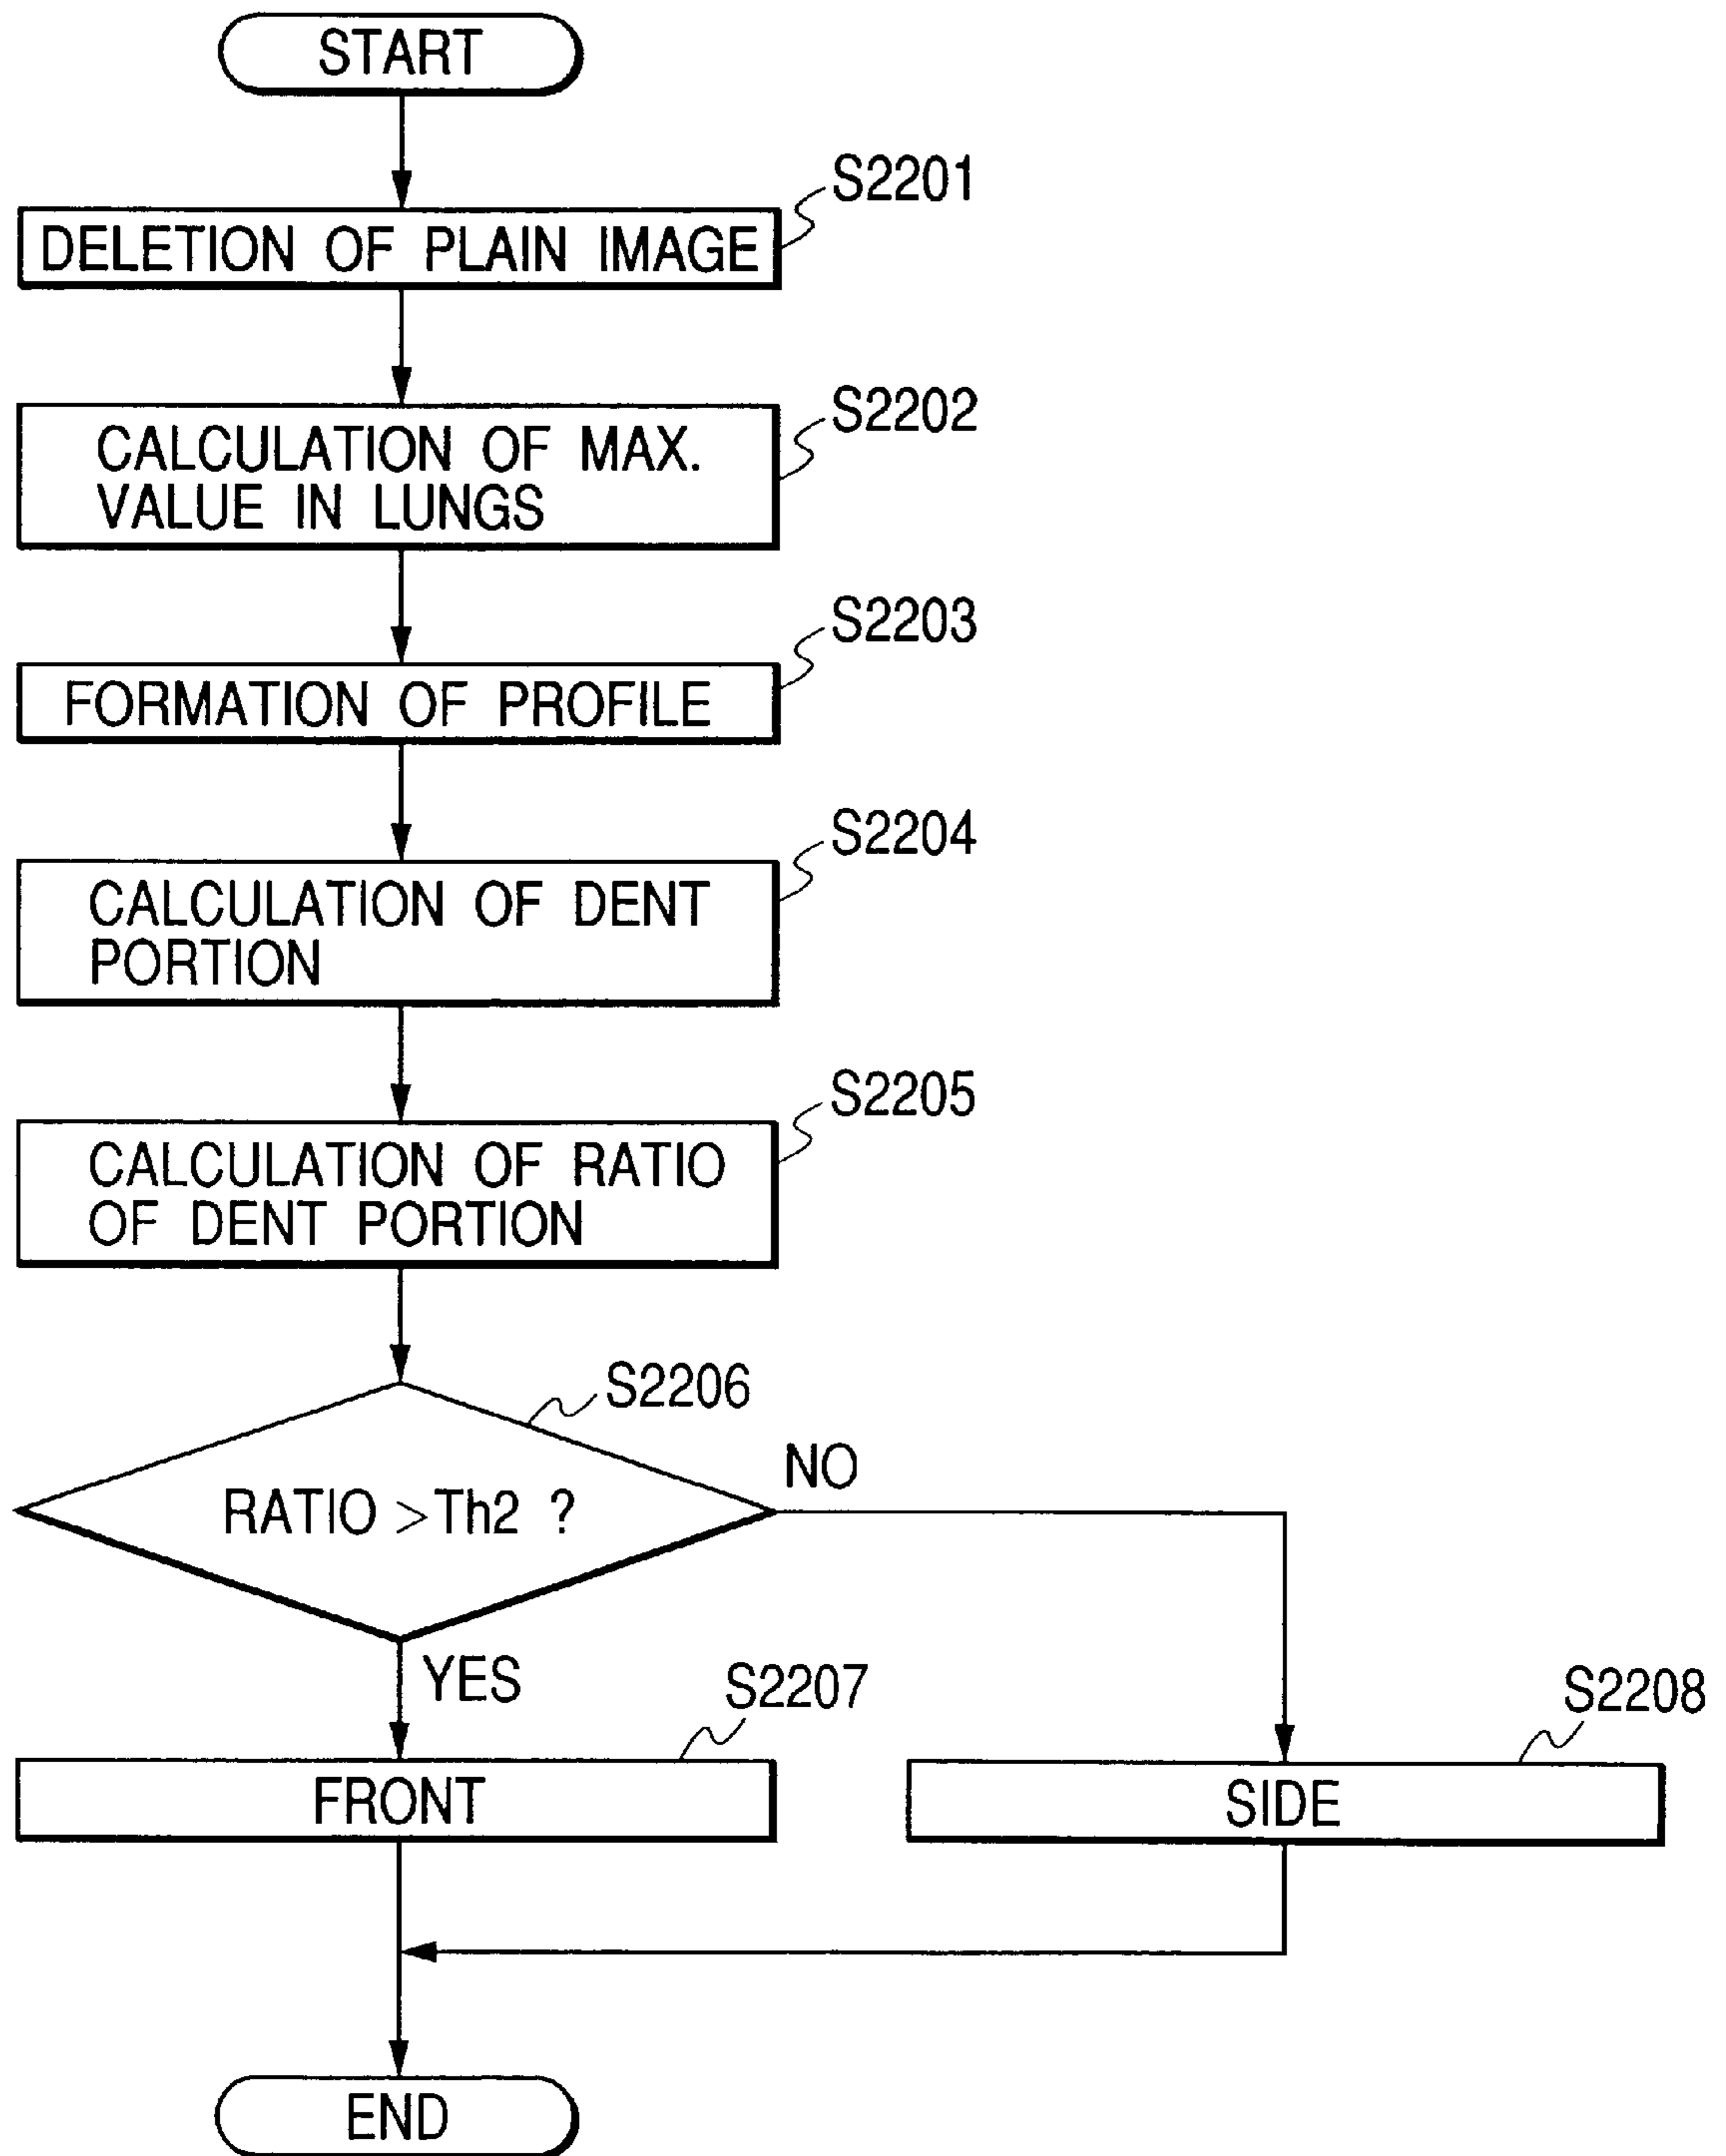 START
S2201
DELETION OF PLAIN IMAGE
S2202
CALCULATION OF MAX.
VALUE IN LUNGS
S2203
FORMATION OF PROFILE
S2204
CALCULATION OF DENT
PORTION
S2205
CALCULATION OF RATIO
OF DENT PORTION
S2206
NO
RATIO >Th2 ?
YES
S2207
S2208
FRONT
SIDE
END